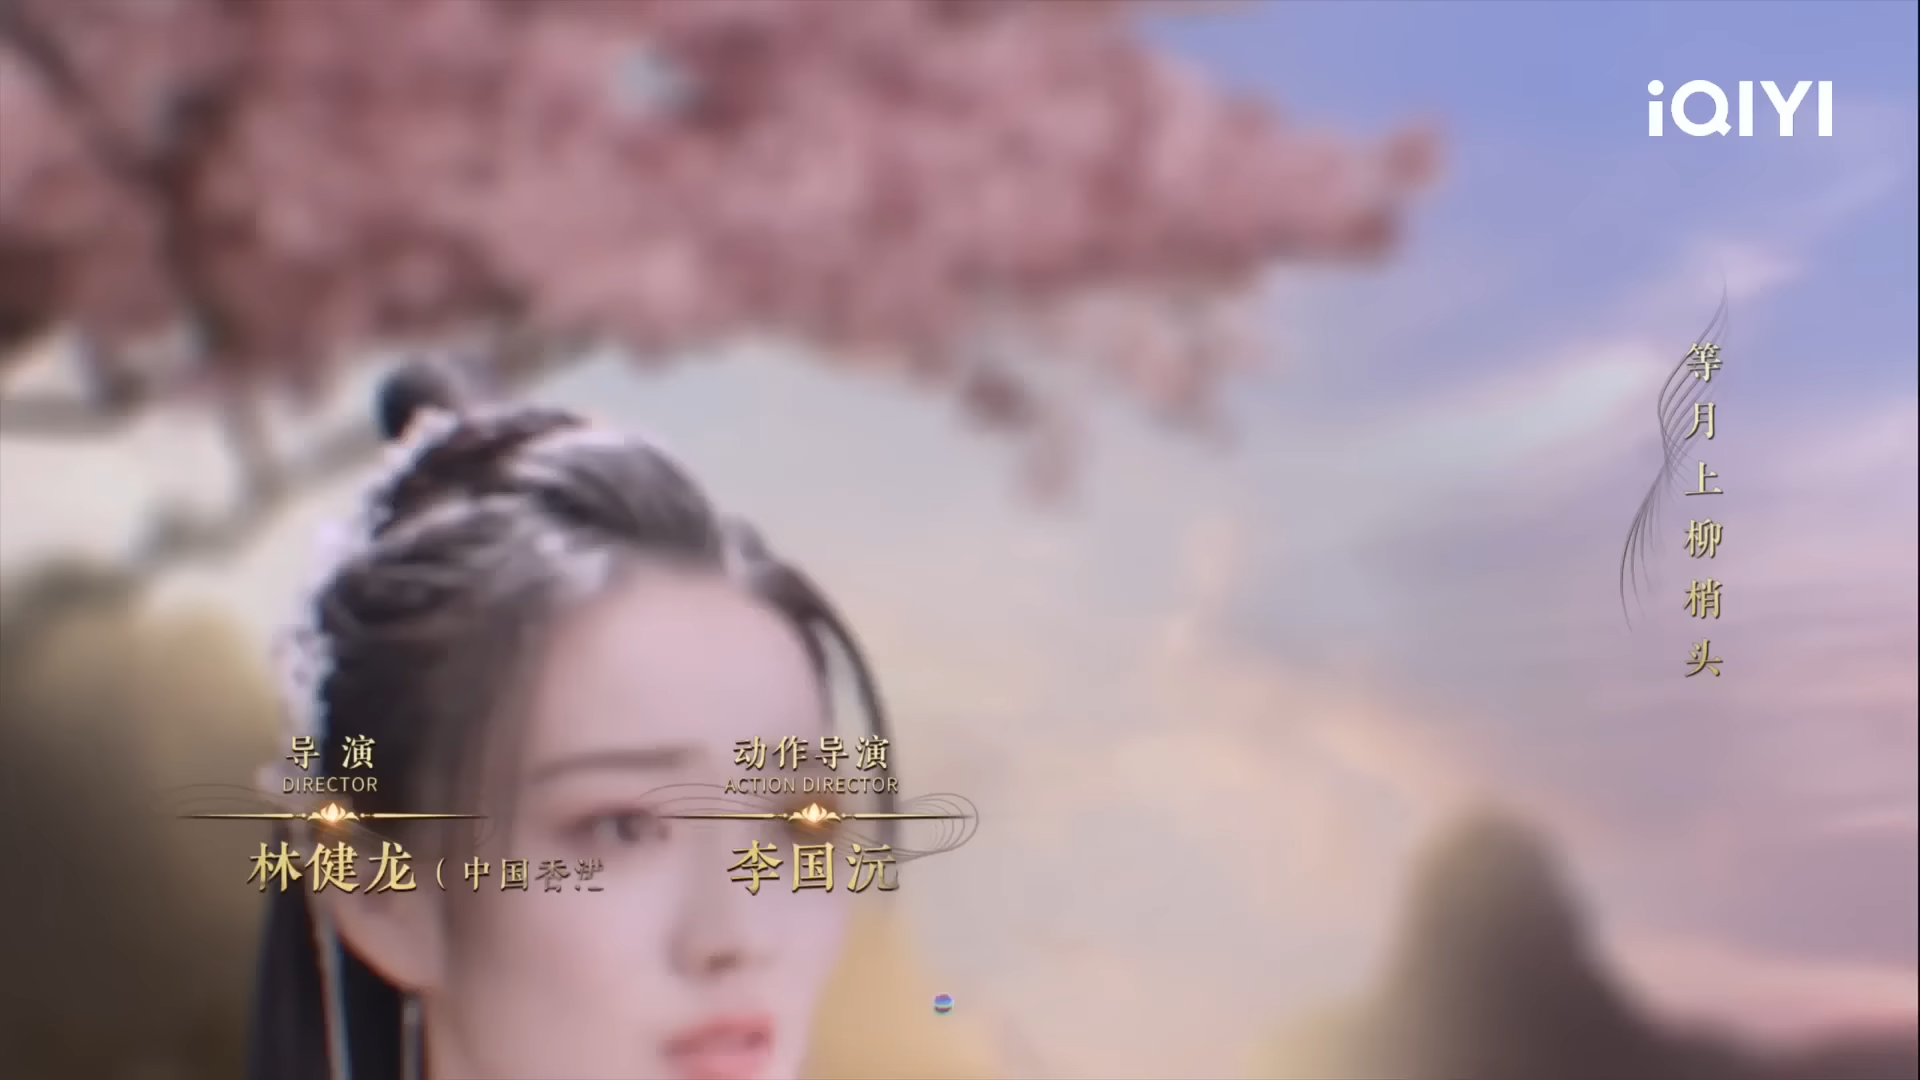 iQIYI
等月上柳梢头
导演
DIRECTOR
林健龙（中国香港
动作导演
ACTION DIRECTOR
李国沅